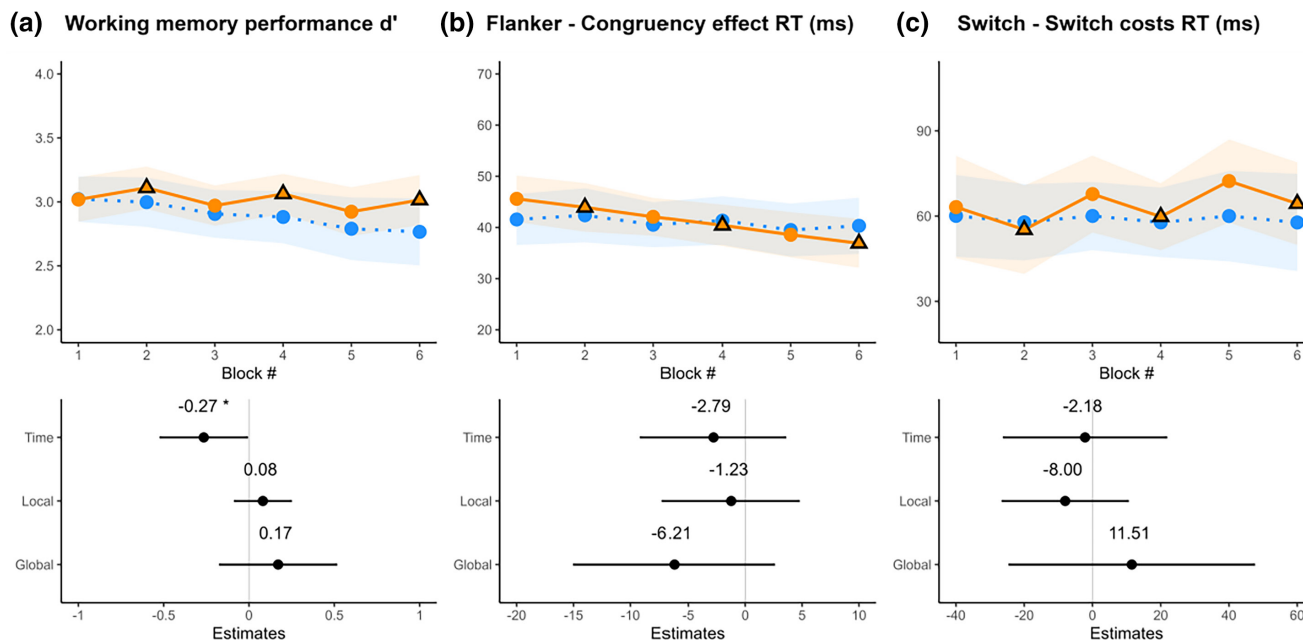 (a) Working memory performance d'
(b) Flanker - Congruency effect RT (ms)
(c) Switch - Switch costs RT (ms)
4.0
3.5
3.0
2.5
2.0
1 2 3 4 5 6
Block #
70
60
50
40
30
20
1 2 3 4 5 6
Block #
90
60
30
1 2 3 4 5 6
Block #
-0.27 *
Time
0.08
Local
0.17
Global
-1 -0.5 0 0.5 1
Estimates
-2.79
Time
-1.23
Local
-6.21
Global
-20 -15 -10 -5 0 5 10
Estimates
-2.18
Time
-8.00
Local
11.51
Global
-40 -20 0 20 40 60
Estimates